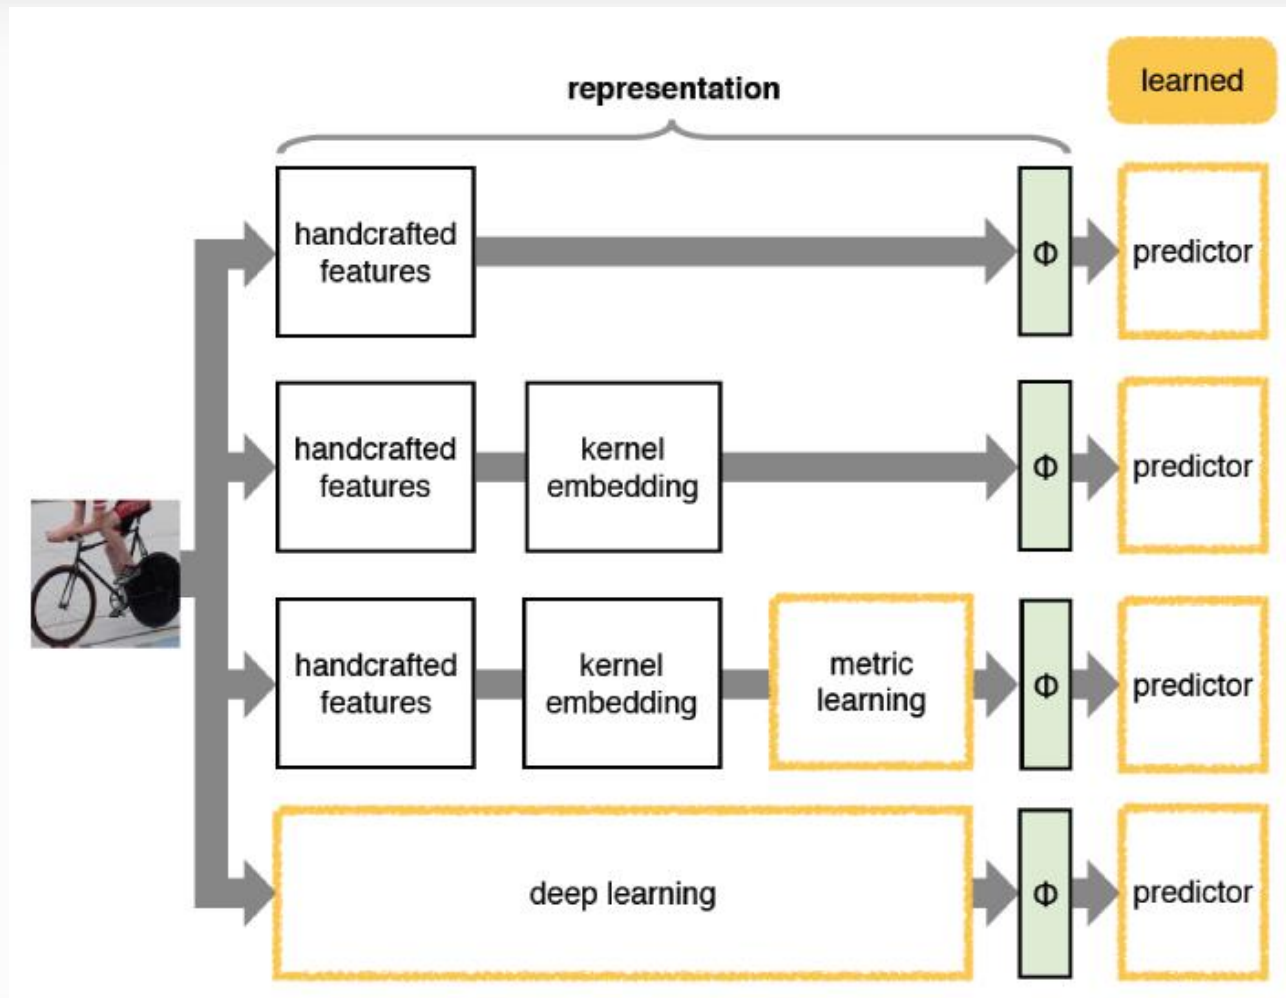 representation
learned
handcrafted
features
Φ
predictor
handcrafted
features
kernel
embedding
Φ
predictor
handcrafted
features
kernel
embedding
metric
learning
Φ
predictor
deep learning
Φ
predictor